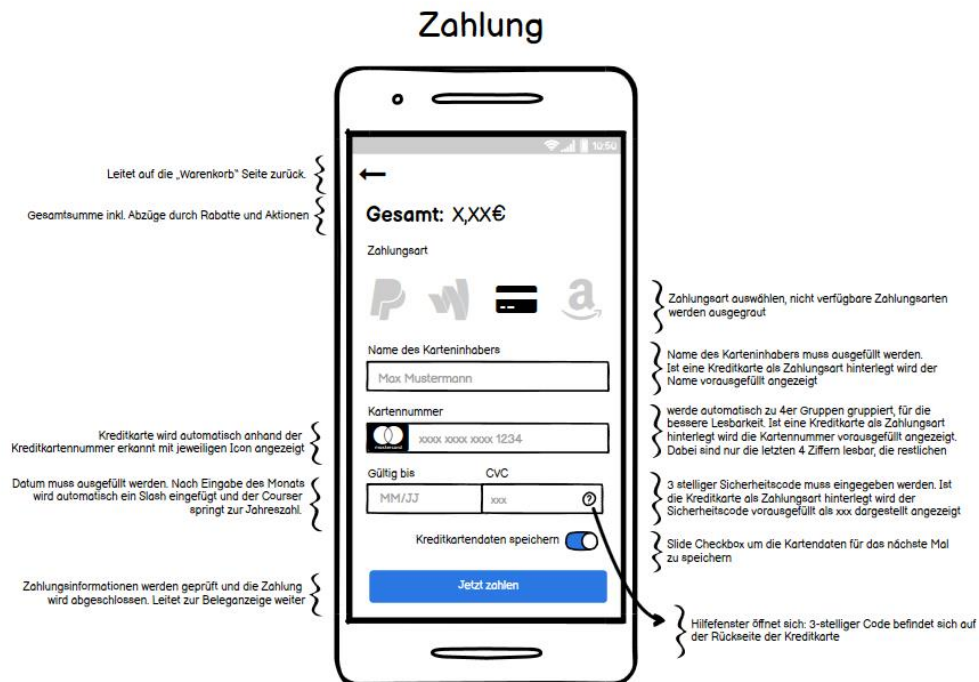 Zahlung
10:50
Leitet auf die „Warenkorb“ Seite zurück.
Gesamtsumme inkl. Abzüge durch Rabatte und Aktionen
Gesamt: X,XX€
Zahlungsart
a
Zahlungsart auswählen, nicht verfügbare Zahlungsarten
werden ausgegraut
Name des Karteninhabers
Max Mustermann
Name des Karteninhabers muss ausgefüllt werden.
Ist eine Kreditkarte als Zahlungsart hinterlegt wird der
Name vorausgefüllt angezeigt
Kartennummer
mastercard
xxxx xxxx xxxx 1234
Kreditkarte wird automatisch anhand der
Kreditkartennummer erkannt mit jeweiligen Icon angezeigt
werde automatisch zu 4er Gruppen gruppiert, für die
bessere Lesbarkeit. Ist eine Kreditkarte als Zahlungsart
hinterlegt wird die Kartennummer vorausgefüllt angezeigt.
Dabei sind nur die letzten 4 Ziffern lesbar, die restlichen
Gültig bis
CVC
MM/JJ
xxx
?
Datum muss ausgefüllt werden. Nach Eingabe des Monats
wird automatisch ein Slash eingefügt und der Courser
springt zur Jahreszahl.
3 stelliger Sicherheitscode muss eingegeben werden. Ist
die Kreditkarte als Zahlungsart hinterlegt wird der
Sicherheitscode vorausgefüllt als xxx dargestellt angezeigt
Kreditkartendaten speichern
Slide Checkbox um die Kartendaten für das nächste Mal
zu speichern
Jetzt zahlen
Zahlungsinformationen werden geprüft und die Zahlung
wird abgeschlossen. Leitet zur Beleganzeige weiter
Hilfefenster öffnet sich: 3-stelliger Code befindet sich auf
der Rückseite der Kreditkarte